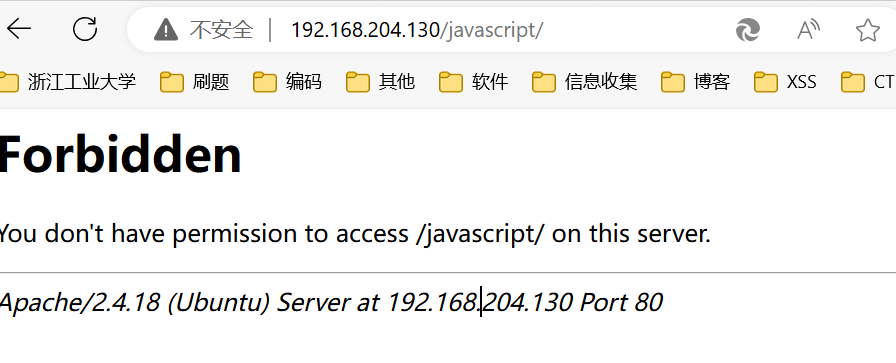 不安全 | 192.168.204.130/javascript/
浙江工业大学 刷题 编码 其他 软件 信息收集 博客 XSS CT
Forbidden
You don't have permission to access /javascript/ on this server.
Apache/2.4.18 (Ubuntu) Server at 192.168.204.130 Port 80